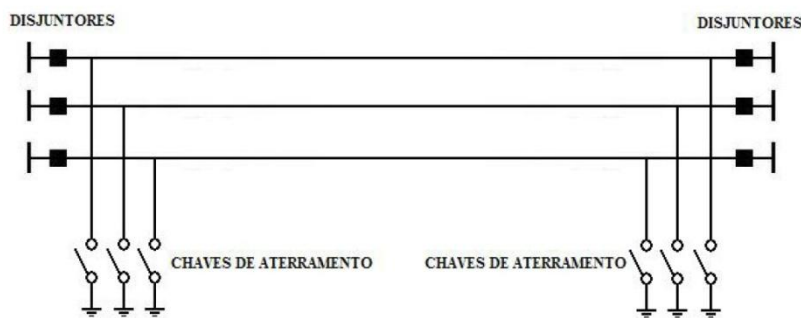 DISJUNTORES
DISJUNTORES
CHAVES DE ATERRAMENTO
CHAVES DE ATERRAMENTO